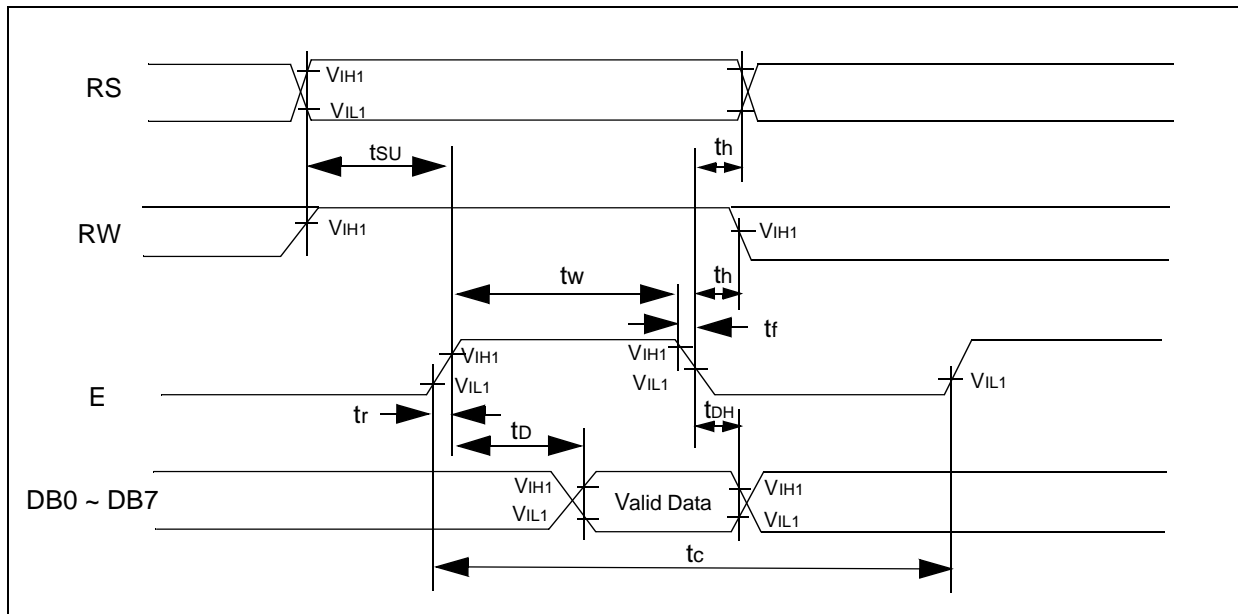 RS
VIH1
VIL1
tSU
th
RW
VIH1
VIH1
tw
th
tf
E
VIH1
VIL1
VIH1
VIL1
VIL1
tr
tD
tDH
DB0 ~ DB7
VIH1
VIL1
Valid Data
VIH1
VIL1
tc